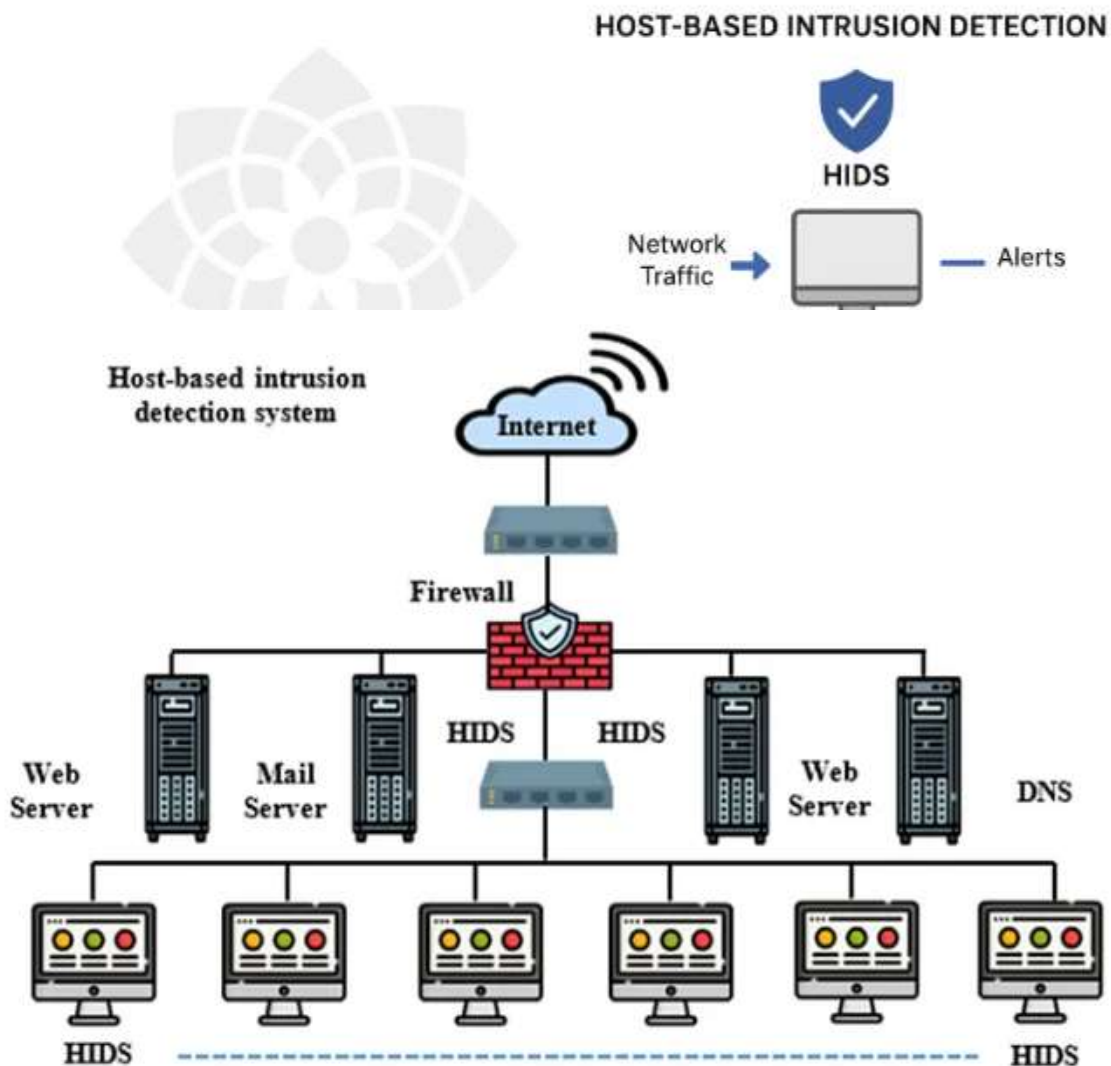 HOST-BASED INTRUSION DETECTION
HIDS
Network
Traffic
Alerts
Host-based intrusion
detection system
Internet
Firewall
HIDS
HIDS
Web
Server
Mail
Server
Web
Server
DNS
HIDS
HIDS